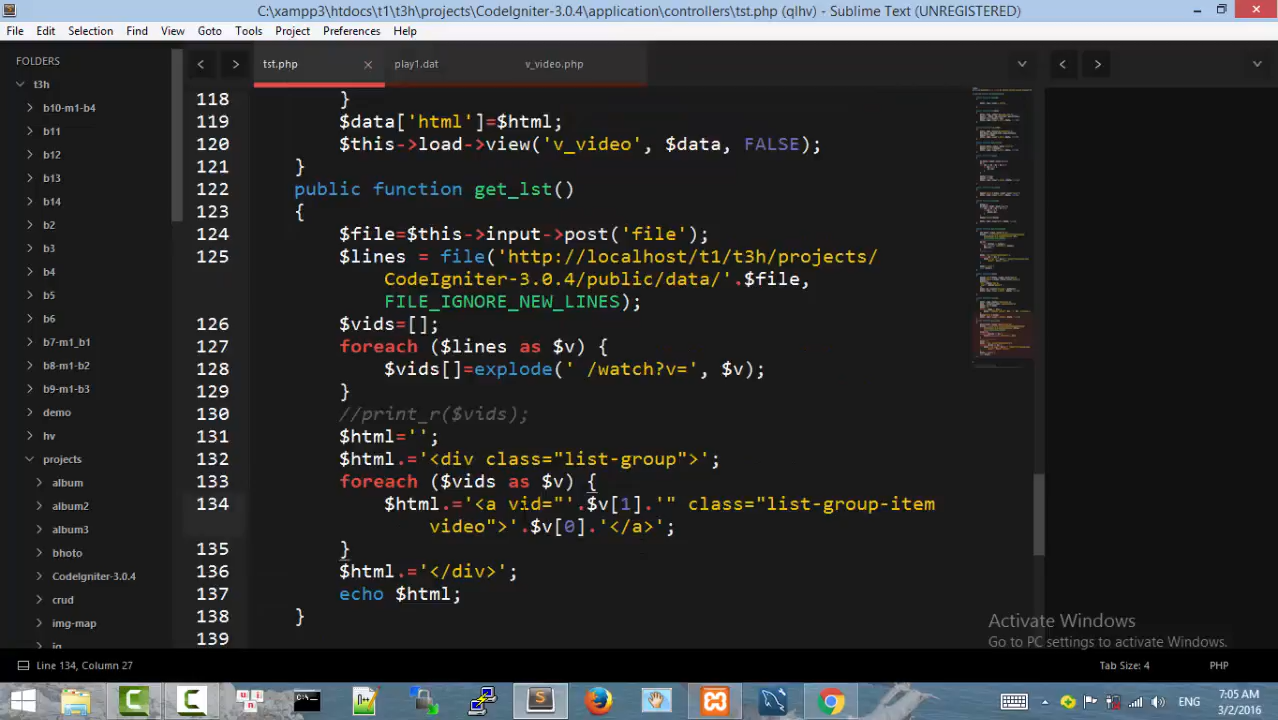 C:\xampp3\htdocs\t1\t3h\projects\CodeIgniter-3.0.4\application\controllers\tst.php (qlhv) - Sublime Text (UNREGISTERED)
File Edit Selection Find View Goto Tools Project Preferences Help
FOLDERS
t3h
b10-m1-b4
b11
b12
b13
b14
b2
b3
b4
b5
b6
b7-m1_b1
b8-m1-b2
b9-m1-b3
demo
hv
projects
album
album2
album3
bhoto
CodeIgniter-3.0.4
crud
img-map
iq
tst.php play1.dat v_video.php
118 }
119 $data['html']=$html;
120 $this->load->view('v_video', $data, FALSE);
121 }
122 public function get_lst()
123 {
124 $file=$this->input->post('file');
125 $lines = file('http://localhost/t1/t3h/projects/
CodeIgniter-3.0.4/public/data/'.$file,
FILE_IGNORE_NEW_LINES);
126 $vids=[];
127 foreach ($lines as $v) {
128 $vids[]=explode(' /watch?v=', $v);
129 }
130 //print_r($vids);
131 $html='';
132 $html.='<div class="list-group">';
133 foreach ($vids as $v) {
134 $html.='<a vid="'.$v[1].'" class="list-group-item
video">'.$v[0].'</a>';
135 }
136 $html.='</div>';
137 echo $html;
138 }
139
Activate Windows
Go to PC settings to activate Windows.
Line 134, Column 27 Tab Size: 4 PHP
ENG
7:05 AM
3/2/2016